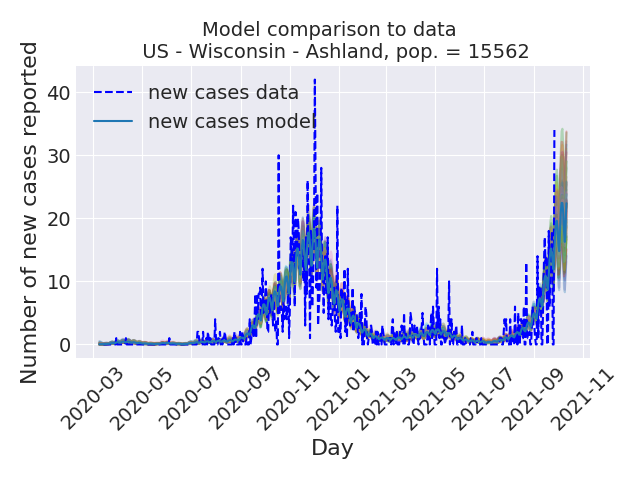 Model comparison to data
US - Wisconsin - Ashland, pop. = 15562
Number of new cases reported
40
30
20
10
0
new cases data
new cases model
2020-03
2020-05
2020-07
2020-09
2020-11
2021-01
2021-03
2021-05
2021-07
2021-09
2021-11
Day